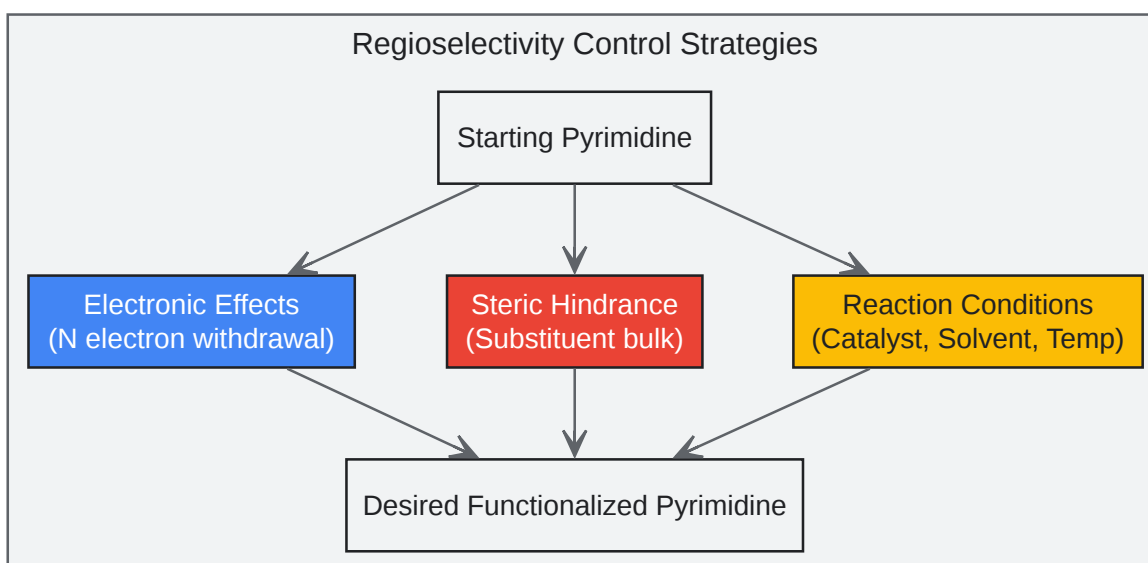 Regioselectivity Control Strategies
Starting Pyrimidine
Electronic Effects
(N electron withdrawal)
Steric Hindrance
(Substituent bulk)
Reaction Conditions
(Catalyst, Solvent, Temp)
Desired Functionalized Pyrimidine